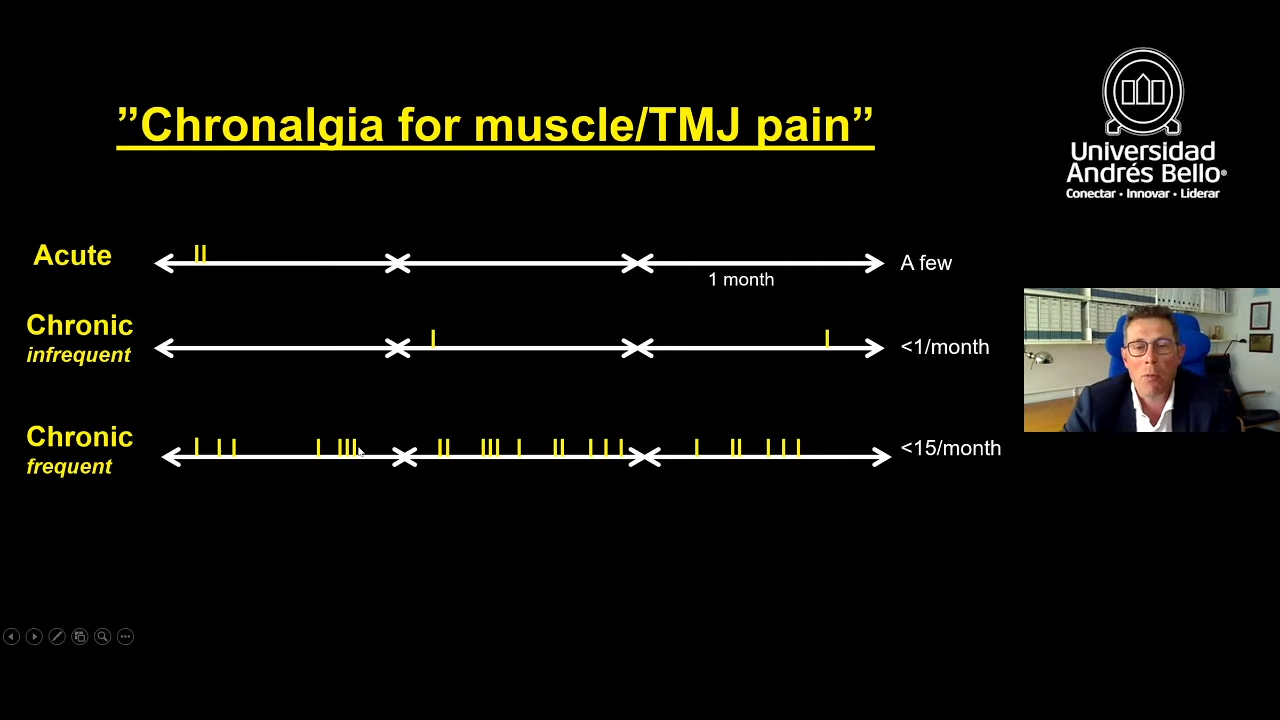 ”Chronalgia for muscle/TMJ pain”
Universidad
Andrés Bello®
Conectar • Innovar • Liderar
Acute
A few
1 month
Chronic
infrequent
<1/month
Chronic
frequent
<15/month